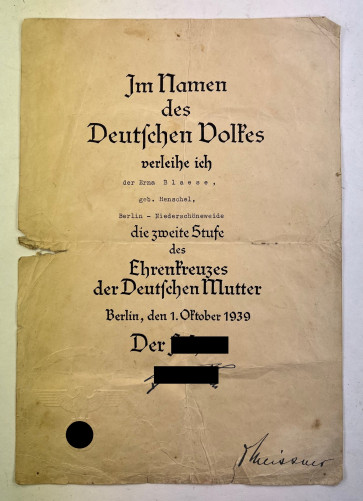 Im Namen
des
Deutschen Volkes
verleihe ich
der Erna Blaese,
geb. Henschel,
Berlin - Niederschöneweide
die zweite Stufe
des
Ehrenkreuzes
der Deutschen Mutter
Berlin, den 1. Oktober 1939
Der
Meissner